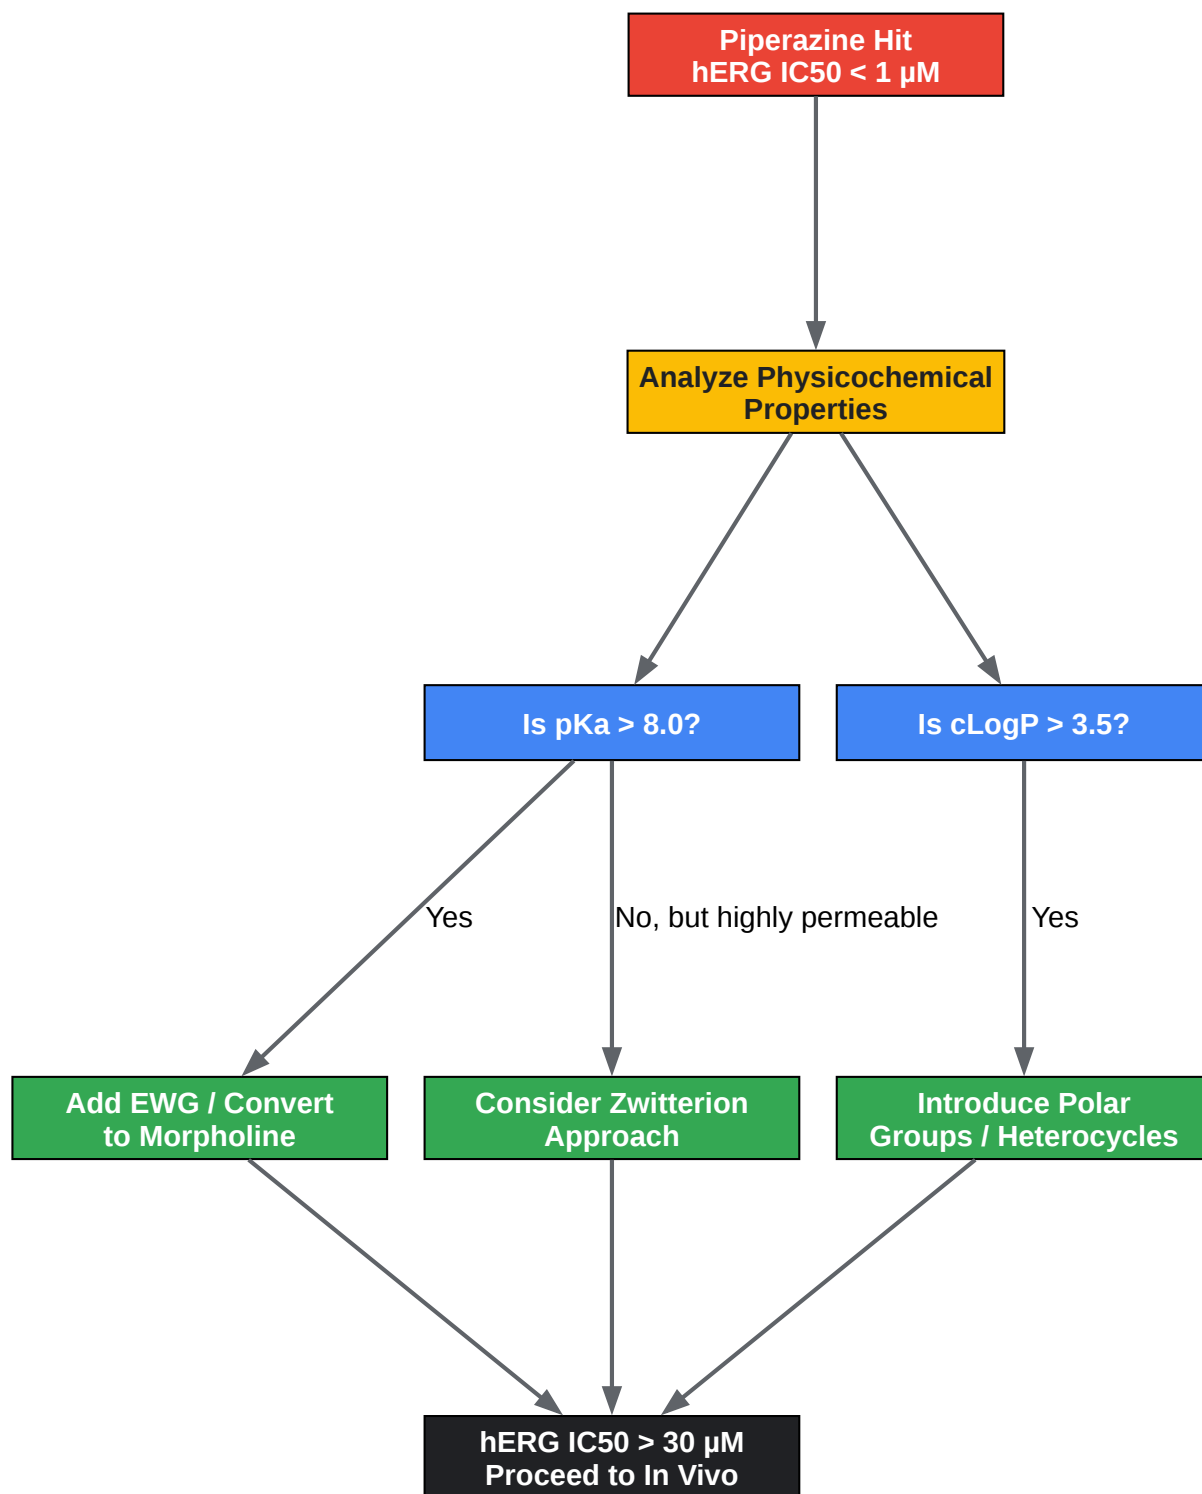 Piperazine Hit
hERG IC50 < 1 µM
Analyze Physicochemical
Properties
Is pKa > 8.0?
Is cLogP > 3.5?
Yes
No, but highly permeable
Yes
Add EWG / Convert
to Morpholine
Consider Zwitterion
Approach
Introduce Polar
Groups / Heterocycles
hERG IC50 > 30 µM
Proceed to In Vivo